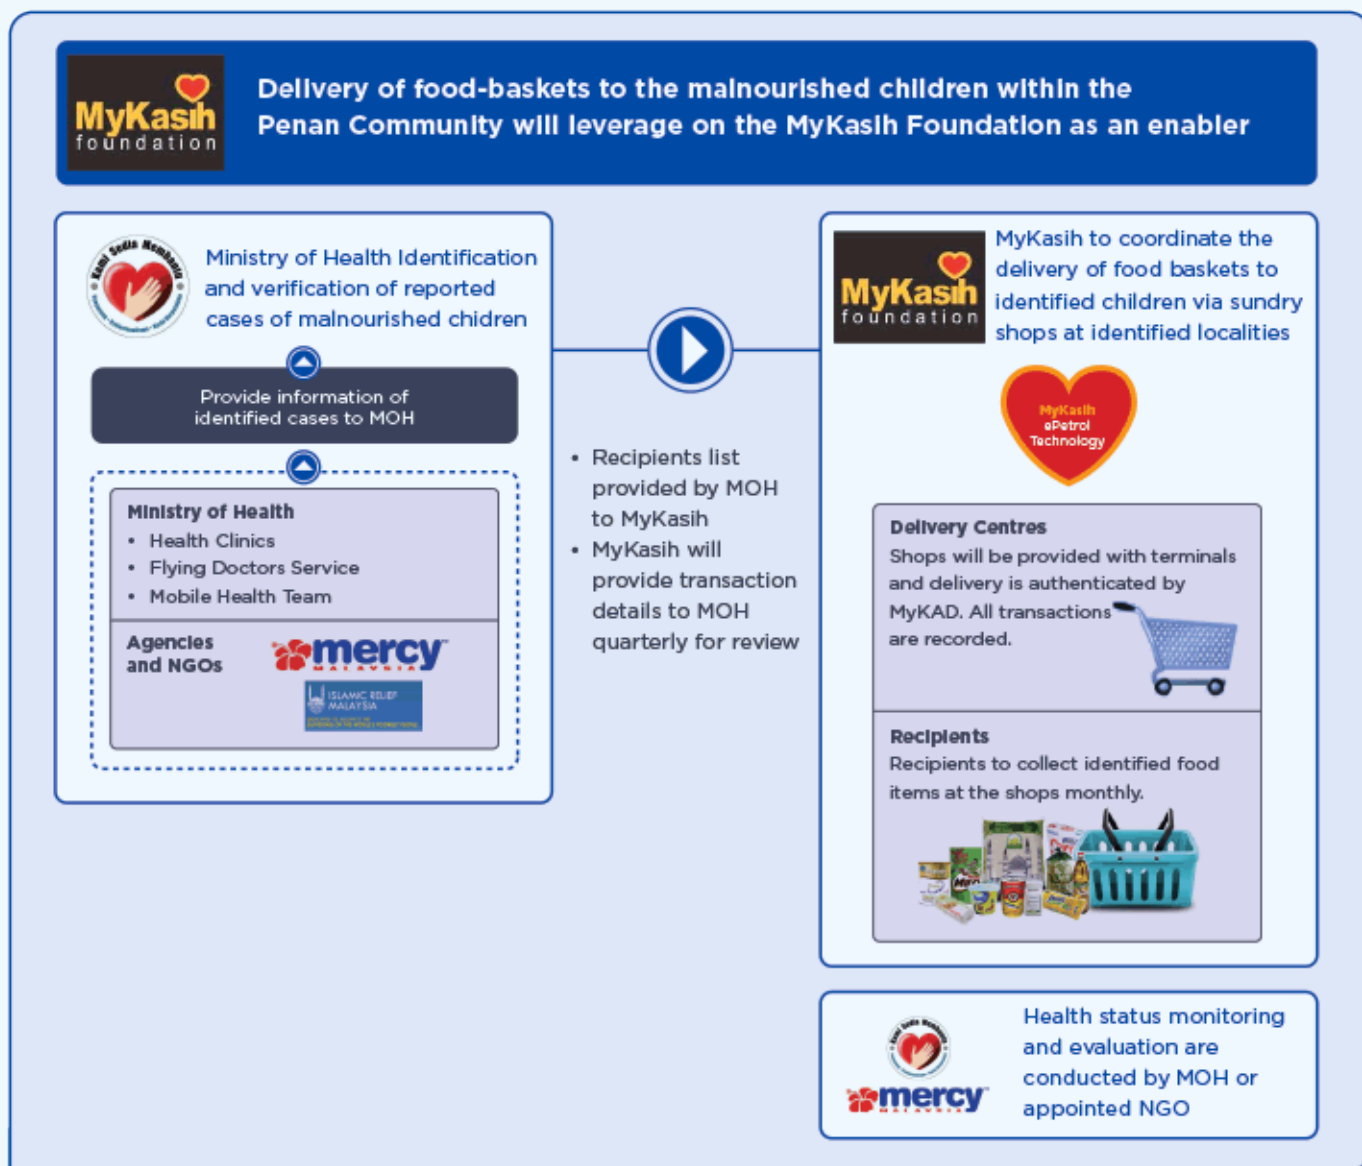 MyKasih
foundation
Delivery of food-baskets to the malnourished children within the
Penan Community will leverage on the MyKasih Foundation as an enabler
Kami Sedia Membantu
Ministry of Health Identification
and verification of reported
cases of malnourished chidren
Provide information of
identified cases to MOH
Ministry of Health
• Health Clinics
• Flying Doctors Service
• Mobile Health Team
Agencies
and NGOs
mercy
MALAYSIA
ISLAMIC RELIEF
MALAYSIA
• Recipients list
provided by MOH
to MyKasih
• MyKasih will
provide transaction
details to MOH
quarterly for review
MyKasih
foundation
MyKasih to coordinate the
delivery of food baskets to
identified children via sundry
shops at identified localities
MyKasih
ePetrol
Technology
Delivery Centres
Shops will be provided with terminals
and delivery is authenticated by
MyKAD. All transactions
are recorded.
Recipients
Recipients to collect identified food
items at the shops monthly.
Kami Sedia Membantu
mercy
MALAYSIA
Health status monitoring
and evaluation are
conducted by MOH or
appointed NGO